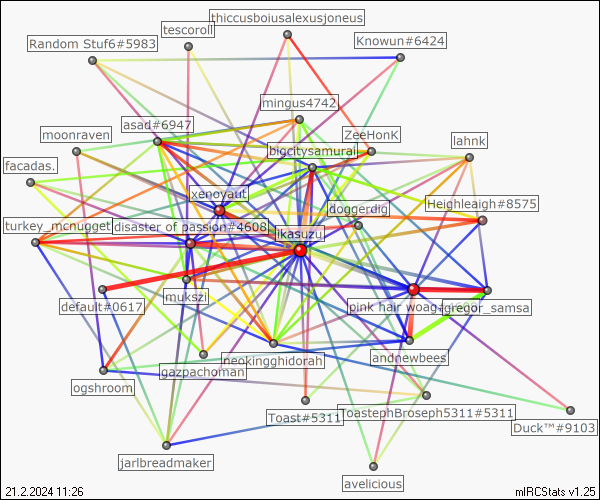 thiccusboiusalexusjoneus
tescoroll
Random Stuf6#5983
Knowun#6424
mingus4742
asad#6947
moonraven
ZeeHonK
lahnk
bigcitysamurai
facadas.
xenoyaut
Heighleaigh#8575
doggerdig
turkey_mcnugget
disaster of passion#4608
lkasuzu
mukszi
default#0617
pink hair woag
gregor_samsa
neokingghidorah
andnewbees
gazpachoman
ogshroom
Toast#5311
ToastephBroseph5311#5311
Duck™#9103
jarlbreadmaker
avelicious
21.2.2024 11:26
mIRCStats v1.25